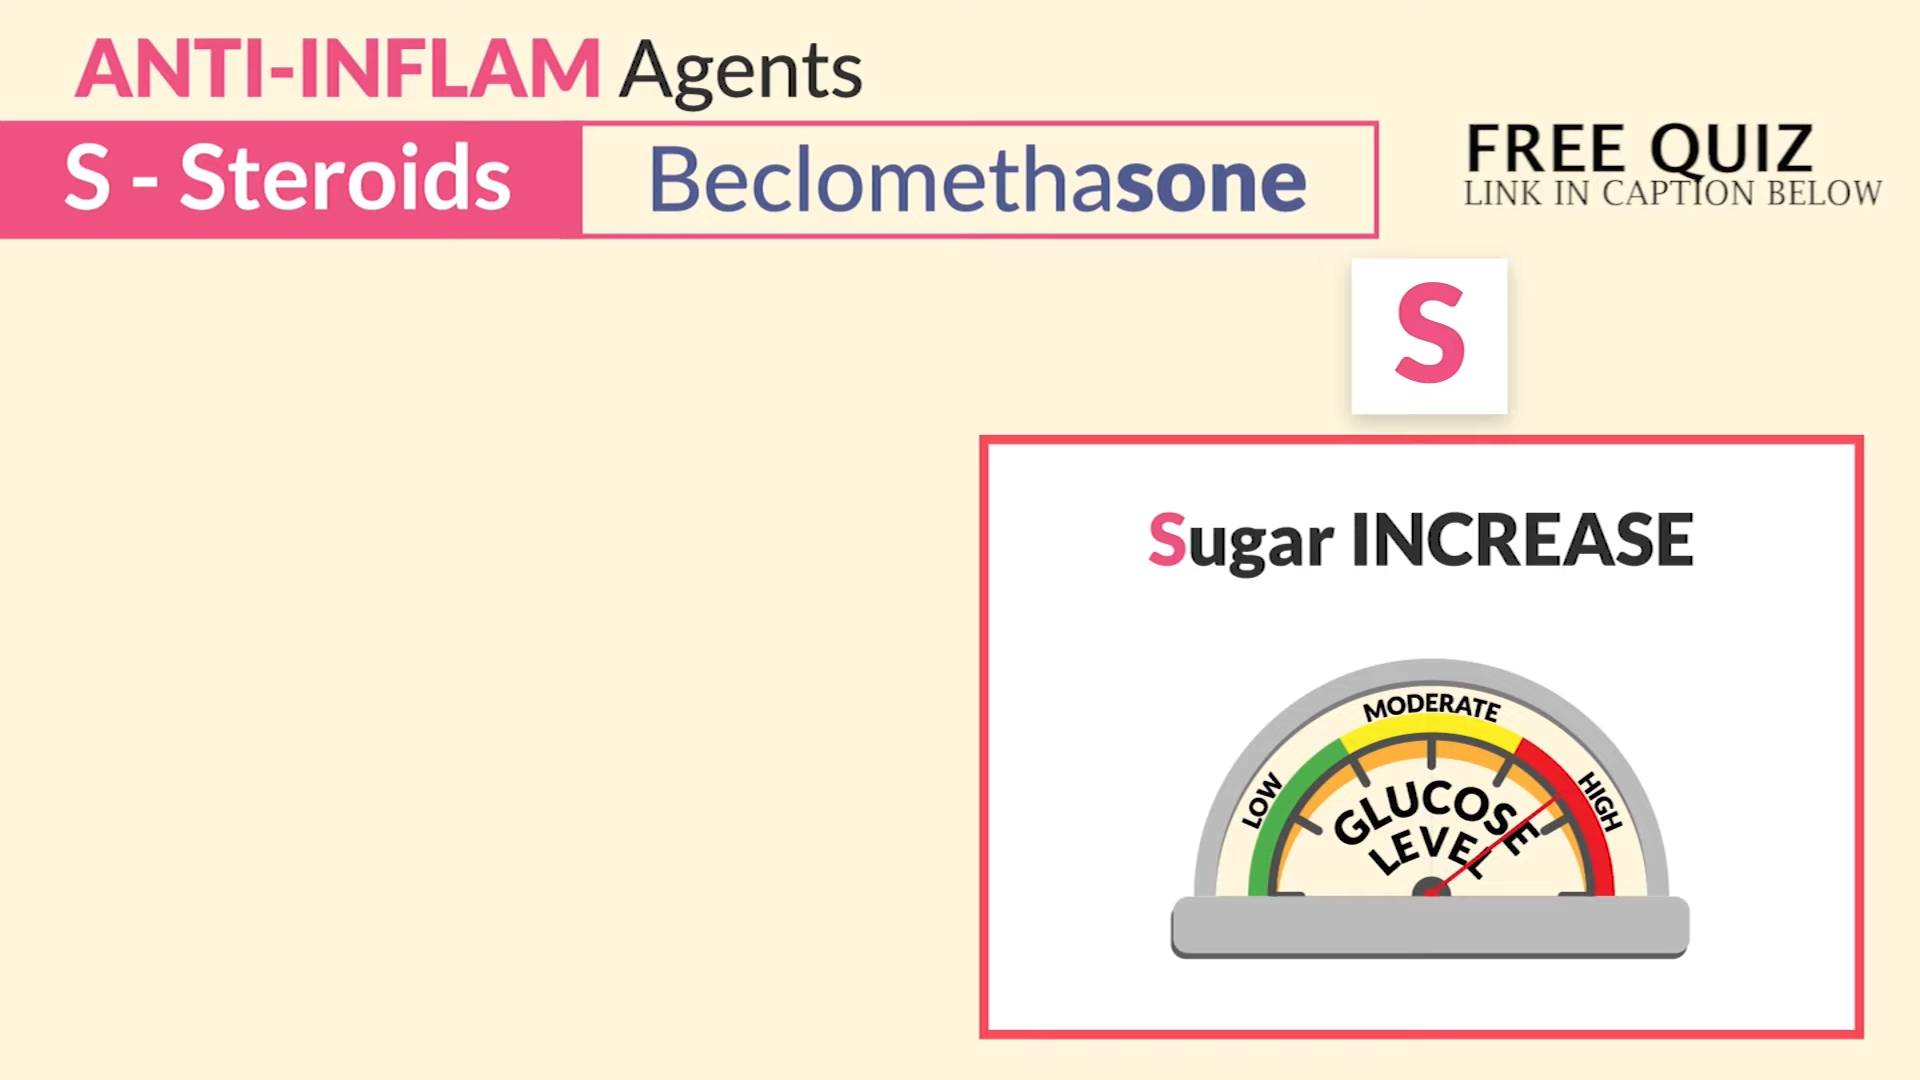 ANTI-INFLAM Agents
S - Steroids
Beclomethasone
FREE QUIZ
LINK IN CAPTION BELOW
S
Sugar INCREASE
LOW
MODERATE
HIGH
GLUCOSE
LEVEL